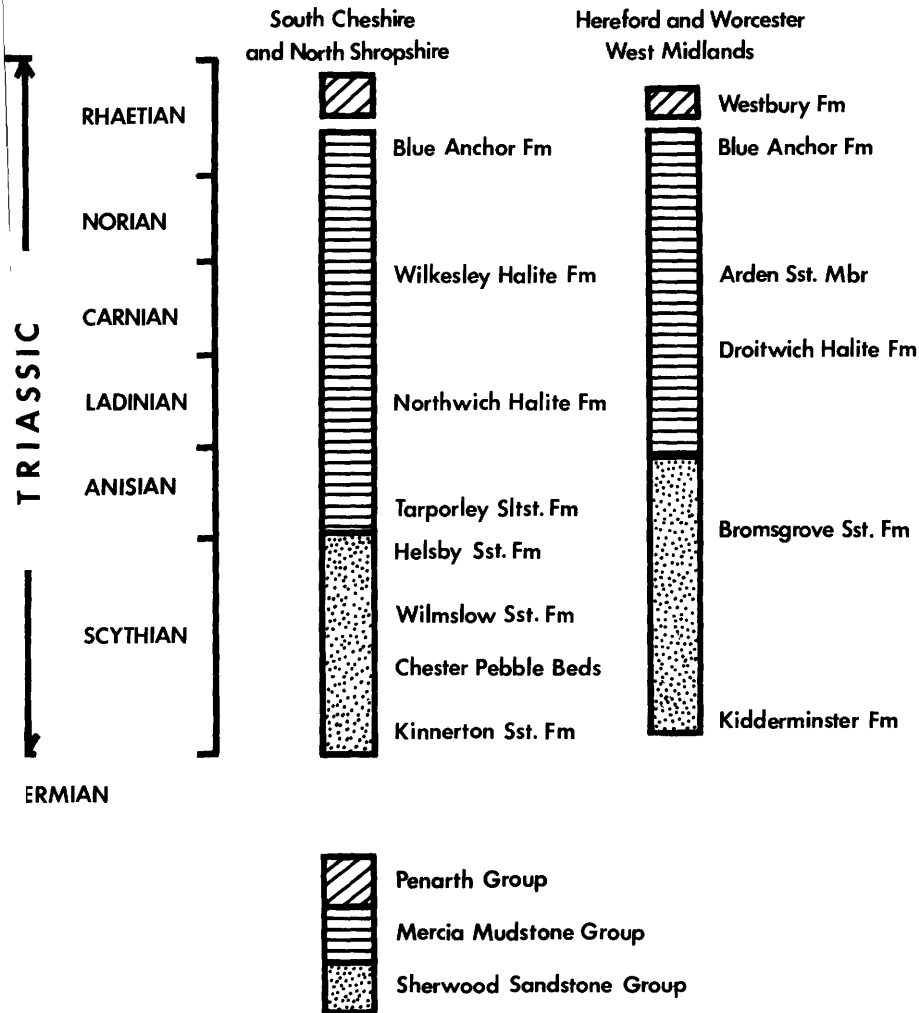 South Cheshire
and North Shropshire
Hereford and Worcester
West Midlands
TRIASSIC
RHAETIAN
NORIAN
CARNIAN
LADINIAN
ANISIAN
SCYTHIAN
ERMIAN
Blue Anchor Fm
Wilkesley Halite Fm
Northwich Halite Fm
Tarporley Sltst. Fm
Helsby Sst. Fm
Wilmslow Sst. Fm
Chester Pebble Beds
Kinnerton Sst. Fm
Westbury Fm
Blue Anchor Fm
Arden Sst. Mbr
Droitwich Halite Fm
Bromsgrove Sst. Fm
Kidderminster Fm
Penarth Group
Mercia Mudstone Group
Sherwood Sandstone Group